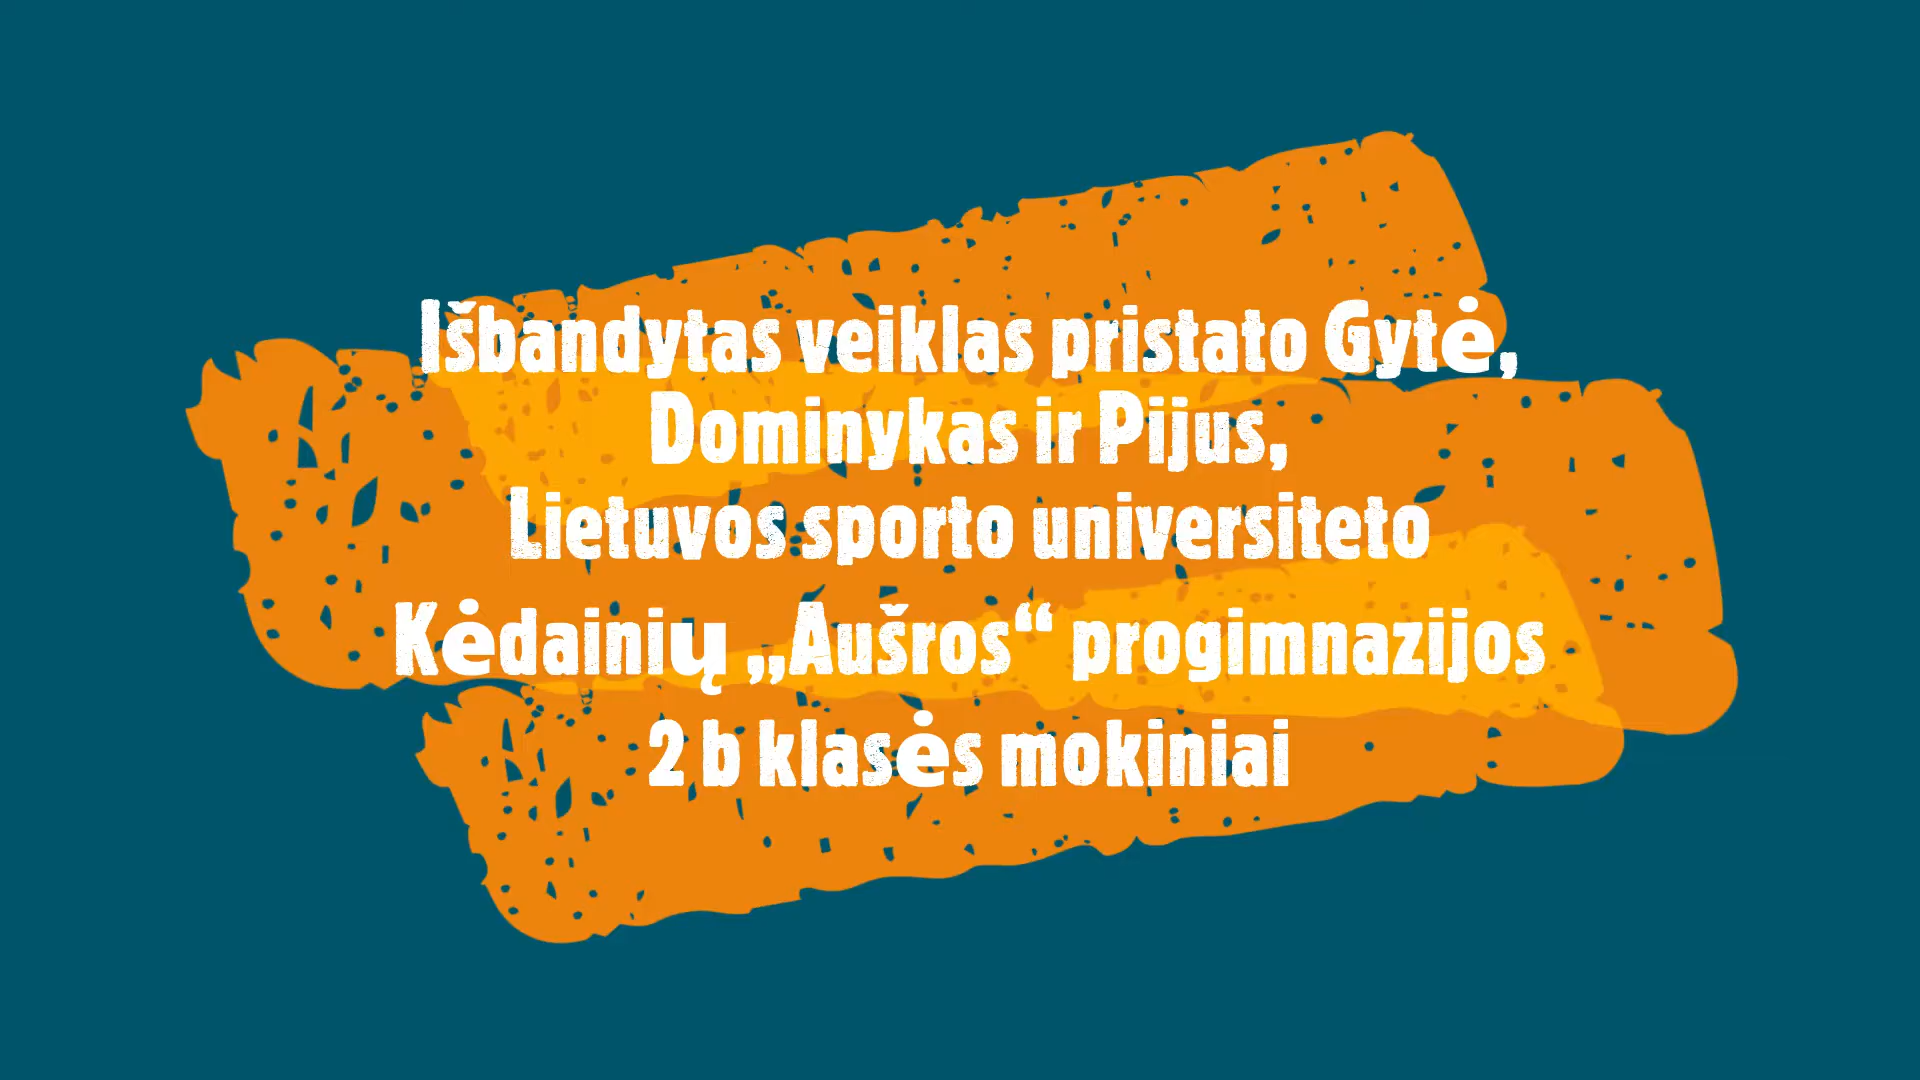 Išbandytas veiklas pristato Gytė,
Dominykas ir Pijus,
Lietuvos sporto universiteto
Kėdainių „Aušros“ progimnazijos
2 b klasės mokiniai